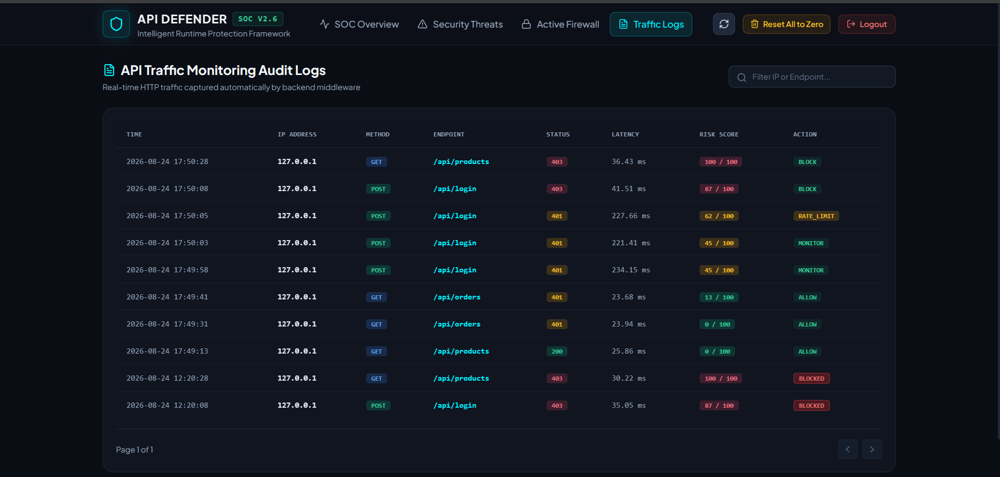 API DEFENDER SOC V2.6
Intelligent Runtime Protection Framework
SOC Overview
Security Threats
Active Firewall
Traffic Logs
Reset All to Zero
Logout
API Traffic Monitoring Audit Logs
Real-time HTTP traffic captured automatically by backend middleware
Filter IP or Endpoint...
TIME IP ADDRESS METHOD ENDPOINT STATUS LATENCY RISK SCORE ACTION
2026-08-24 17:50:28 127.0.0.1 GET /api/products 403 36.43 ms 100 / 100 BLOCK
2026-08-24 17:50:08 127.0.0.1 POST /api/login 403 41.51 ms 87 / 100 BLOCK
2026-08-24 17:50:05 127.0.0.1 POST /api/login 401 227.66 ms 62 / 100 RATE_LIMIT
2026-08-24 17:50:03 127.0.0.1 POST /api/login 401 221.41 ms 45 / 100 MONITOR
2026-08-24 17:49:58 127.0.0.1 POST /api/login 401 234.15 ms 45 / 100 MONITOR
2026-08-24 17:49:41 127.0.0.1 GET /api/orders 401 23.68 ms 13 / 100 ALLOW
2026-08-24 17:49:31 127.0.0.1 GET /api/orders 401 23.94 ms 0 / 100 ALLOW
2026-08-24 17:49:13 127.0.0.1 GET /api/products 200 25.86 ms 0 / 100 ALLOW
2026-08-24 12:20:28 127.0.0.1 GET /api/products 403 30.22 ms 100 / 100 BLOCKED
2026-08-24 12:20:08 127.0.0.1 POST /api/login 403 35.05 ms 87 / 100 BLOCKED
Page 1 of 1